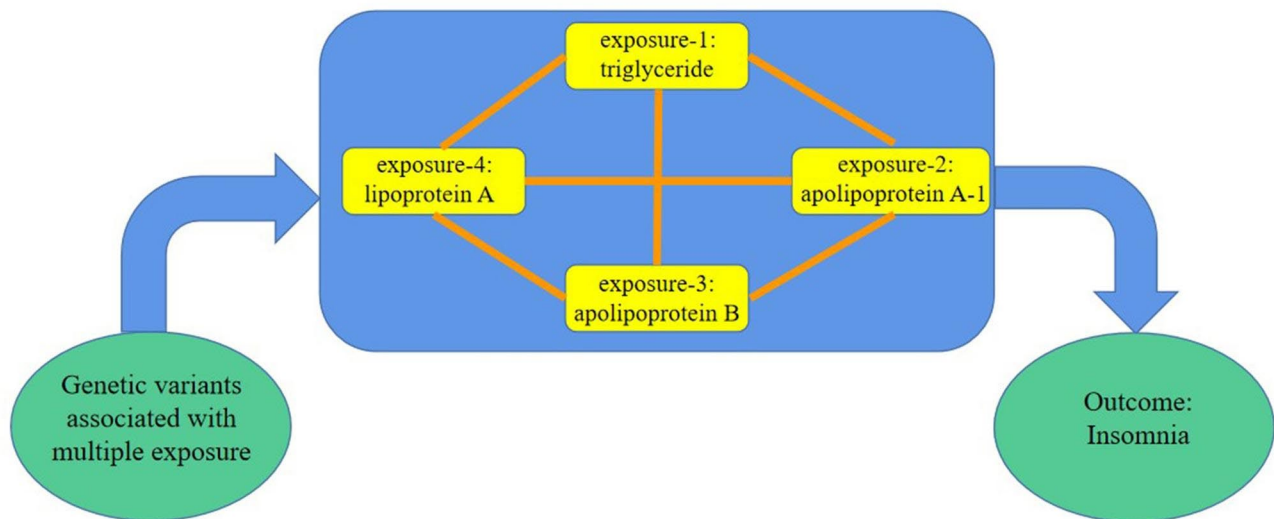 exposure-1:
triglyceride
exposure-4:
lipoprotein A
exposure-2:
apolipoprotein A-1
exposure-3:
apolipoprotein B
Genetic variants
associated with
multiple exposure
Outcome:
Insomnia